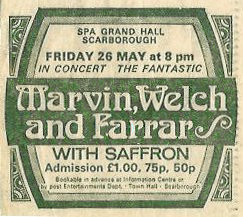 SPA GRAND HALL
SCARBOROUGH
FRIDAY 26 MAY at 8 pm
IN CONCERT THE FANTASTIC
Marvin, Welch
and Farrar
WITH SAFFRON
Admission £1.00, 75p, 50p
Bookable in advance at Information Centre or
by post Entertainments Dept. Town Hall - Scarborough